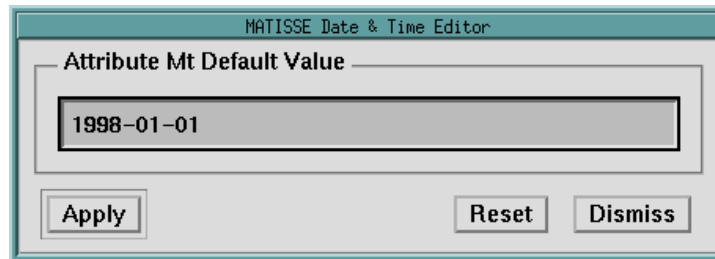 MATISSE Date & Time Editor
Attribute Mt Default Value
1998-01-01
Apply Reset Dismiss